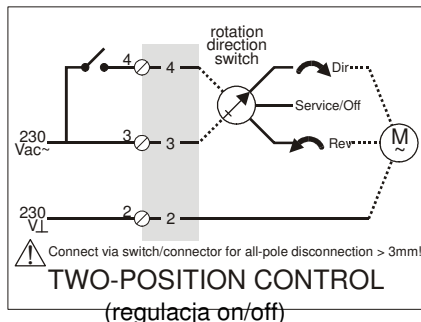 rotation
direction
switch
4 4
Dir
Service/Off
230
Vac~
3 3
Rev
M
~
230
V⊥
2 2
Connect via switch/connector for all-pole disconnection > 3mm!
TWO-POSITION CONTROL
(regulacja on/off)